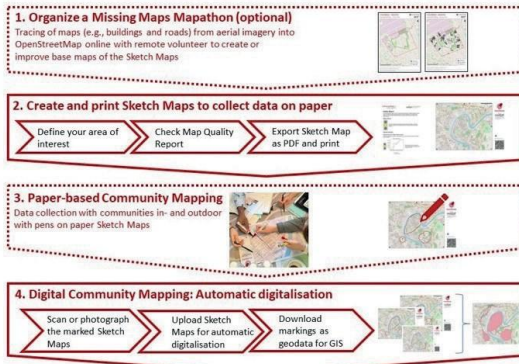 1. Organize a Missing Maps Mapathon (optional)
Tracing of maps (e.g., buildings and roads) from aerial imagery into
OpenStreetMap online with remote volunteer to create or
improve base maps of the Sketch Maps
2. Create and print Sketch Maps to collect data on paper
Define your area of
interest
Check Map Quality
Report
Export Sketch Map
as PDF and print
3. Paper-based Community Mapping
Data collection with communities in- and outdoor
with pens on paper Sketch Maps
4. Digital Community Mapping: Automatic digitalisation
Scan or photograph
the marked Sketch
Maps
Upload Sketch
Maps for automatic
digitalisation
Download
markings as
geodata for GIS